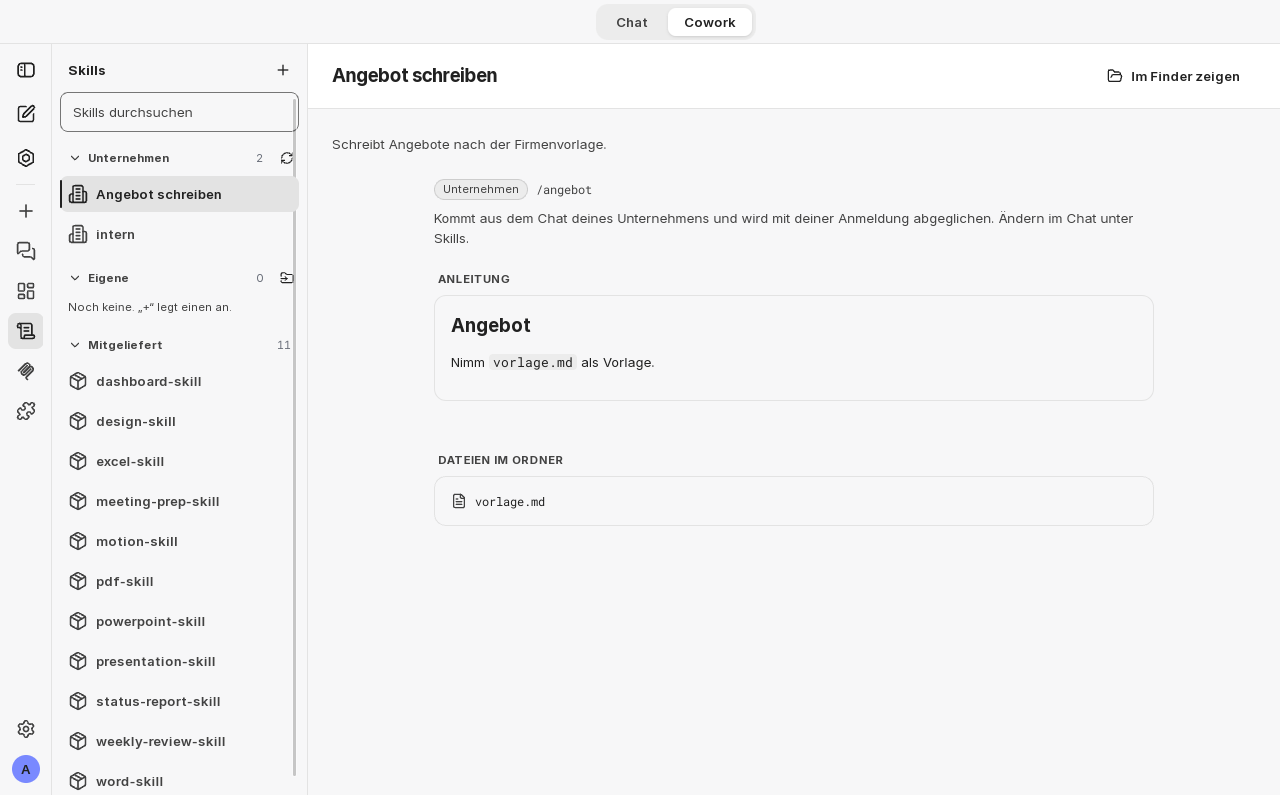 Chat
Cowork
Skills
Skills durchsuchen
Unternehmen 2
Angebot schreiben
intern
Eigene 0
Noch keine. „+“ legt einen an.
Mitgeliefert 11
dashboard-skill
design-skill
excel-skill
meeting-prep-skill
motion-skill
pdf-skill
powerpoint-skill
presentation-skill
status-report-skill
weekly-review-skill
word-skill
A
Angebot schreiben
Im Finder zeigen
Schreibt Angebote nach der Firmenvorlage.
Unternehmen /angebot
Kommt aus dem Chat deines Unternehmens und wird mit deiner Anmeldung abgeglichen. Ändern im Chat unter
Skills.
ANLEITUNG
Angebot
Nimm vorlage.md als Vorlage.
DATEIEN IM ORDNER
vorlage.md